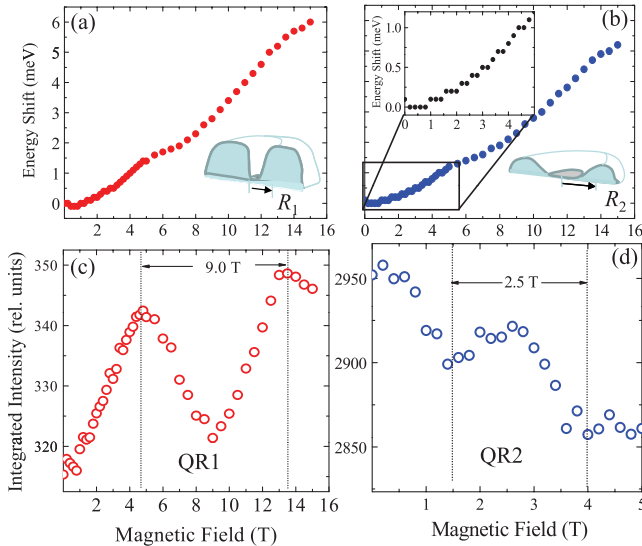 (a)
Energy Shift (meV)
6
5
4
3
2
1
0
0 2 4 6 8 10 12 14 16
R1
(b)
Energy Shift (meV)
1.0
0.5
0.0
0 1 2 3 4
0 2 4 6 8 10 12 14 16
R2
(c)
Integrated Intensity (rel. units)
350
340
330
320
9.0 T
QR1
2 4 6 8 10 12 14 16
Magnetic Field (T)
(d)
2950
2900
2850
2.5 T
QR2
1 2 3 4 5
Magnetic Field (T)